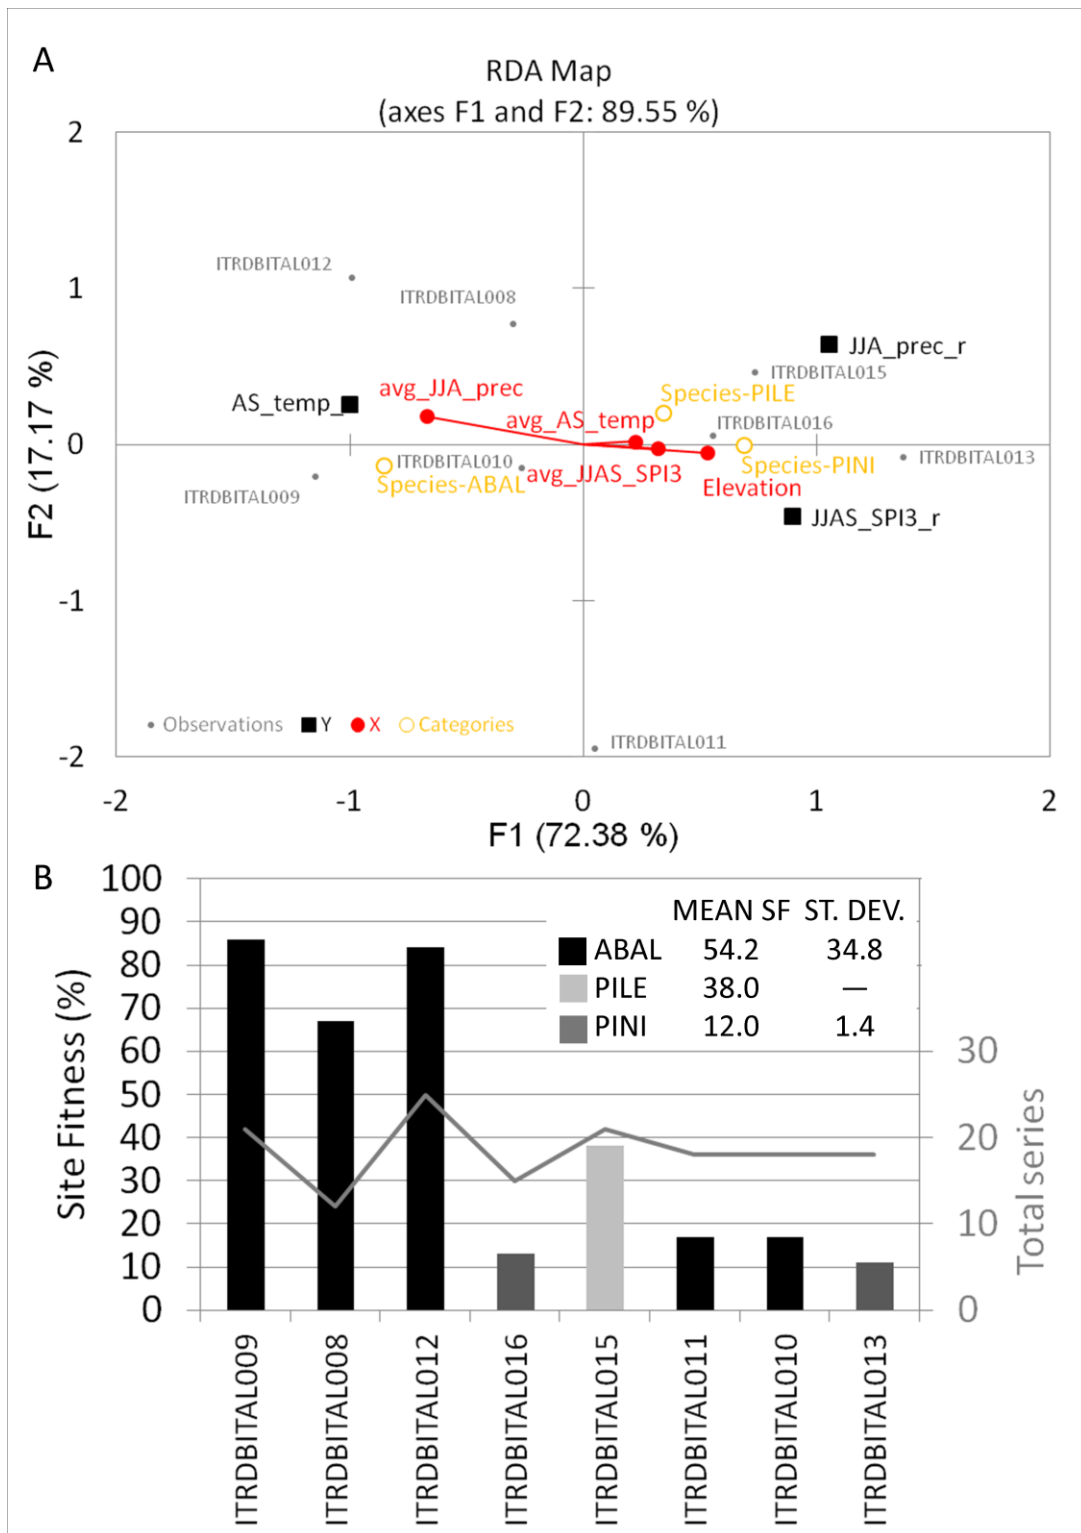 A
RDA Map
(axes F1 and F2: 89.55 %)
2
ITRDBITAL012
1
ITRDBITAL008
JJA_prec_r
ITRDBITAL015
avg_JJA_prec
Species-PILE
AS_temp_
avg_AS_temp
ITRDBITAL016
0
ITRDBITAL010
ITRDBITAL013
Species-ABAL
avg_JJAS_SPI3
Species-PINI
ITRDBITAL009
Elevation
JJAS_SPI3_r
F2 (17.17 %)
-1
Observations Y X Categories
ITRDBITAL011
-2
-2 -1 0 1 2
F1 (72.38 %)
B
100
90
80
70
60
50
40
30
20
10
0
Site Fitness (%)
MEAN SF ST. DEV.
ABAL 54.2 34.8
PILE 38.0 —
PINI 12.0 1.4
30
20
10
0
Total series
ITRDBITAL009
ITRDBITAL008
ITRDBITAL012
ITRDBITAL016
ITRDBITAL015
ITRDBITAL011
ITRDBITAL010
ITRDBITAL013